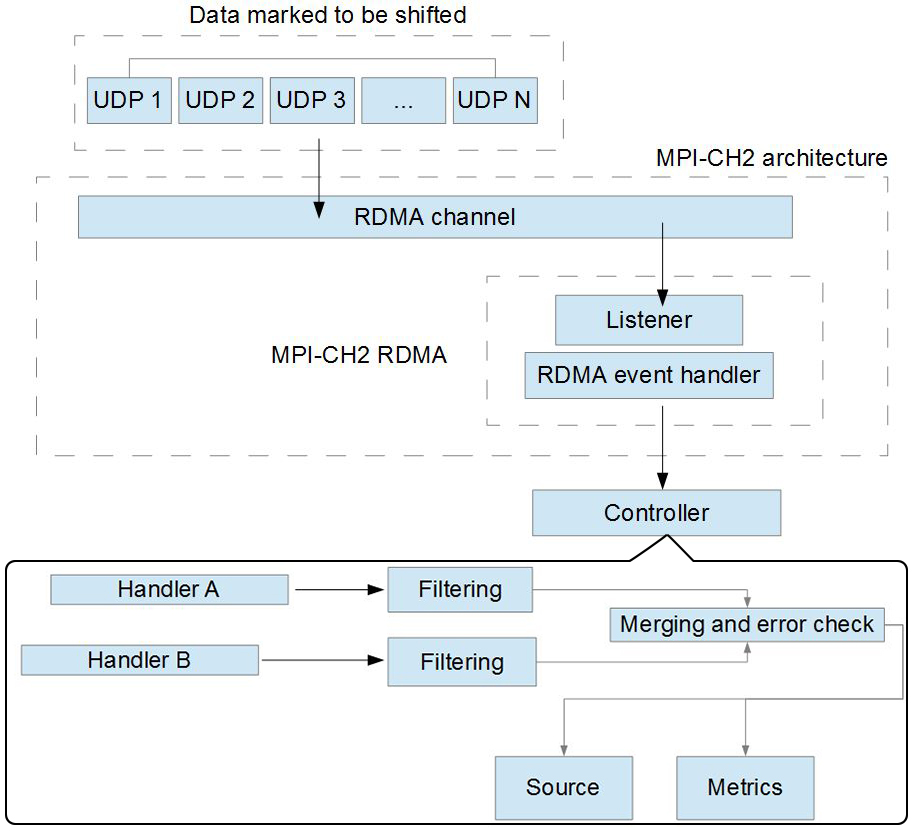 Data marked to be shifted
UDP 1 UDP 2 UDP 3 ... UDP N
MPI-CH2 architecture
RDMA channel
Listener
MPI-CH2 RDMA
RDMA event handler
Controller
Handler A Filtering
Merging and error check
Handler B Filtering
Source Metrics